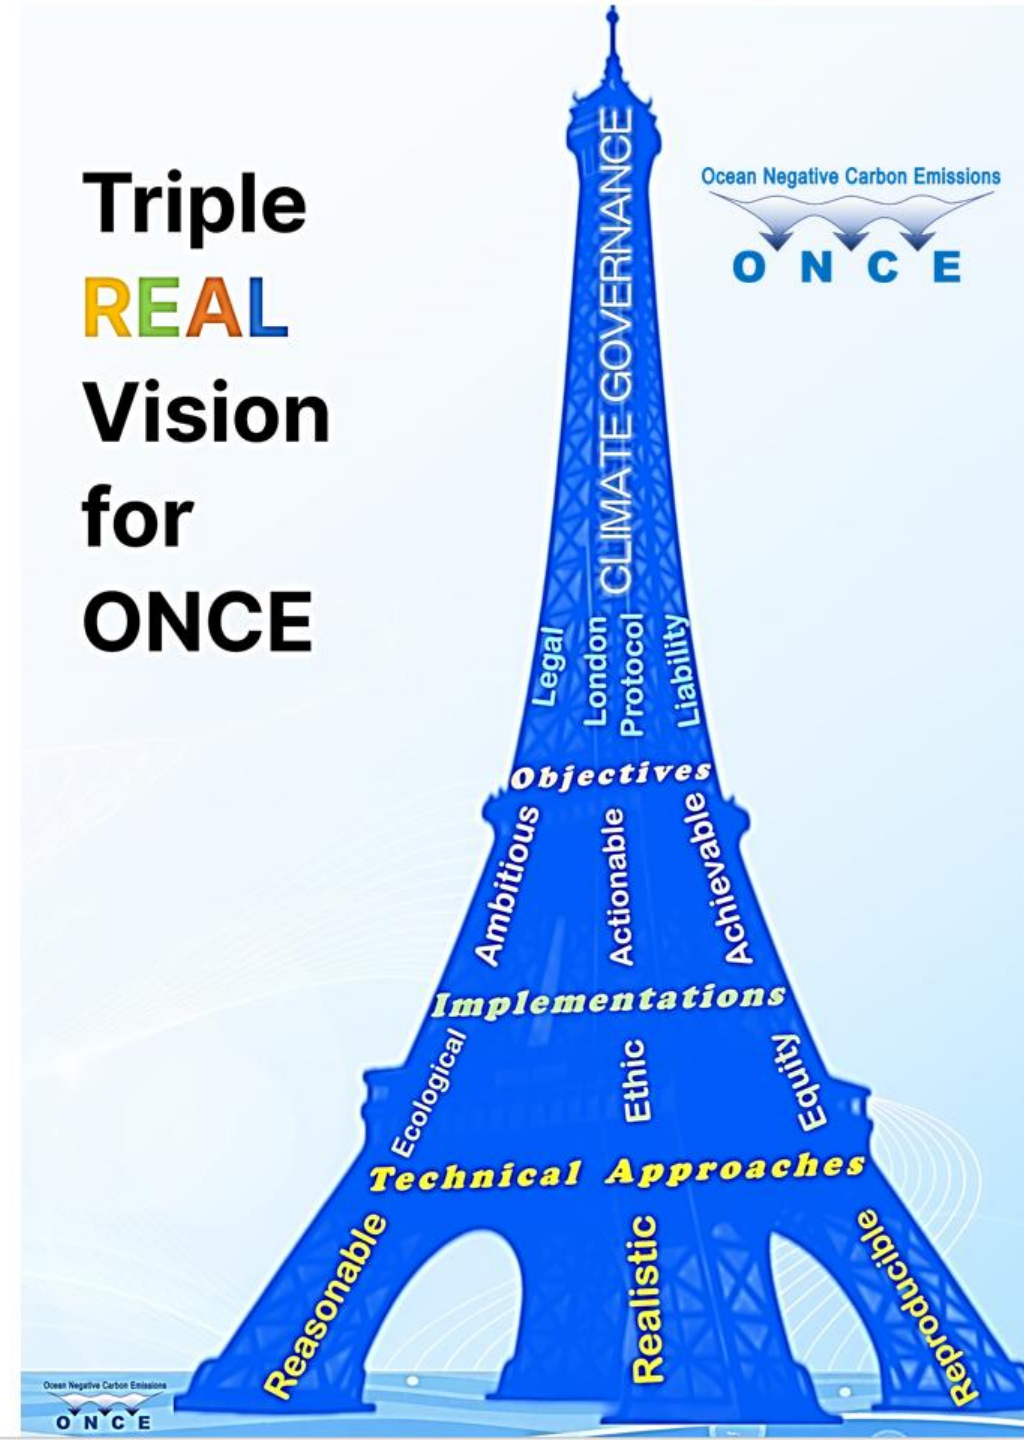 Triple
REAL
Vision
for
ONCE
Ocean Negative Carbon Emissions
O N C E
CLIMATE GOVERNANCE
Legal
London
Protocol
Liability
Objectives
Ambitious
Actionable
Achievable
Implementations
Ecological
Ethic
Equity
Technical Approaches
Reasonable
Realistic
Reproducible
Ocean Negative Carbon Emissions
O N C E